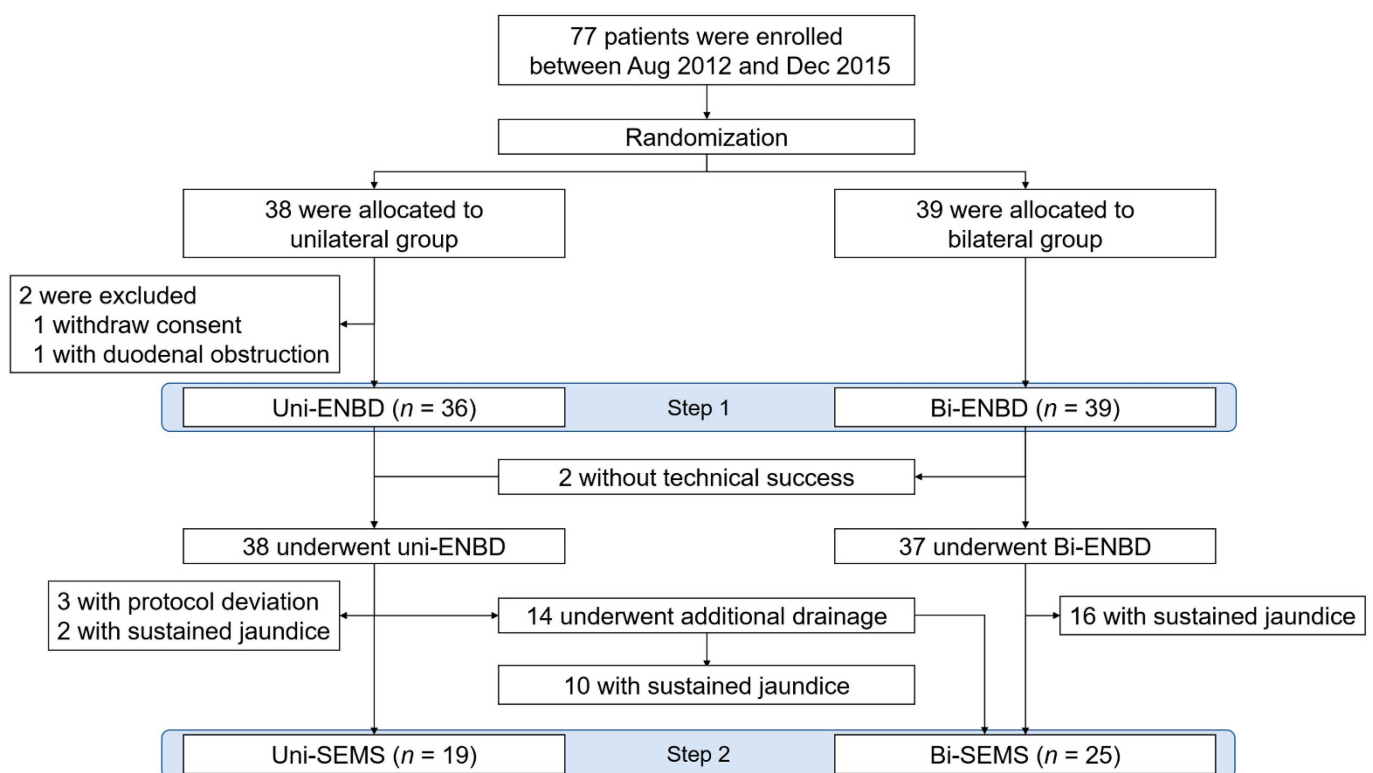 77 patients were enrolled
between Aug 2012 and Dec 2015
Randomization
38 were allocated to
unilateral group
39 were allocated to
bilateral group
2 were excluded
1 withdraw consent
1 with duodenal obstruction
Uni-ENBD (n = 36)
Step 1
Bi-ENBD (n = 39)
2 without technical success
38 underwent uni-ENBD
37 underwent Bi-ENBD
3 with protocol deviation
2 with sustained jaundice
14 underwent additional drainage
16 with sustained jaundice
10 with sustained jaundice
Uni-SEMS (n = 19)
Step 2
Bi-SEMS (n = 25)